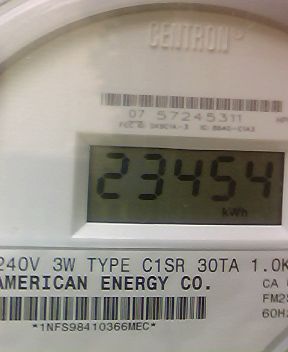 CENTRON®
07 57245311
23454
kWh
240V 3W TYPE C1SR 30TA 1.0K
AMERICAN ENERGY CO. CA
FM2S
60Hz
*1NFS98410366MEC*